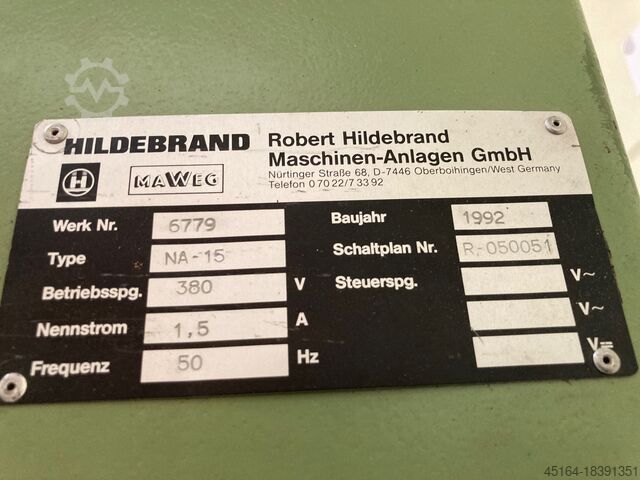 HILDEBRAND
Robert Hildebrand
Maschinen-Anlagen GmbH
Nürtinger Straße 68, D-7446 Oberboihingen/West Germany
Telefon 0 70 22/7 33 92
H
MAWEG
Werk Nr. 6779
Type NA-15
Betriebsspg. 380 V
Nennstrom 1,5 A
Frequenz 50 Hz
Baujahr 1992
Schaltplan Nr. R-050051
Steuerspg. V~
V~
V=
45164-18391351